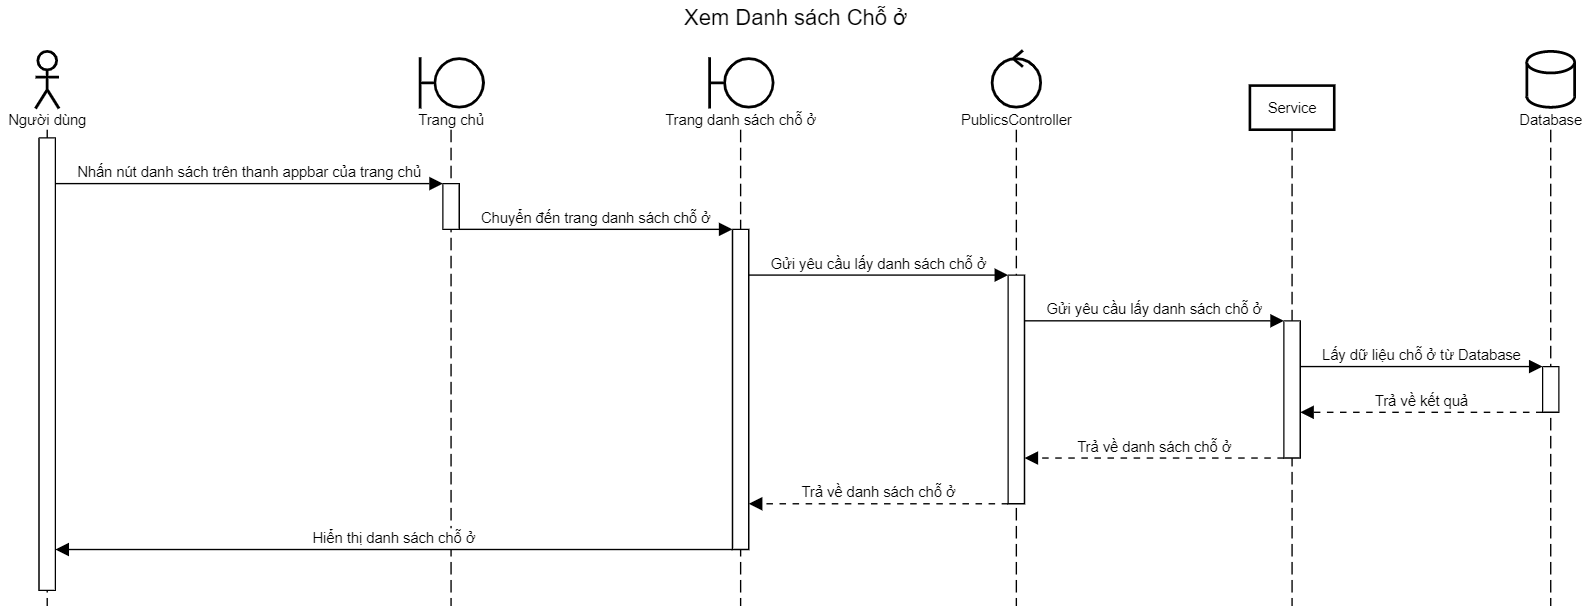 Xem Danh sách Chỗ ở
Người dùng
Trang chủ
Trang danh sách chỗ ở
PublicsController
Service
Database
Nhấn nút danh sách trên thanh appbar của trang chủ
Chuyển đến trang danh sách chỗ ở
Gửi yêu cầu lấy danh sách chỗ ở
Gửi yêu cầu lấy danh sách chỗ ở
Lấy dữ liệu chỗ ở từ Database
Trả về kết quả
Trả về danh sách chỗ ở
Trả về danh sách chỗ ở
Hiển thị danh sách chỗ ở